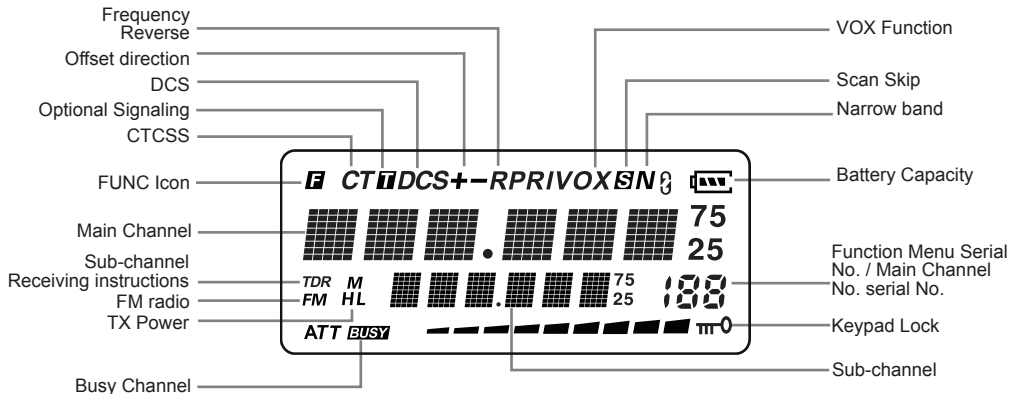 Frequency
Reverse
Offset direction
DCS
Optional Signaling
CTCSS
FUNC Icon
Main Channel
Sub-channel
Receiving instructions
FM radio
TX Power
Busy Channel
VOX Function
Scan Skip
Narrow band
Battery Capacity
Function Menu Serial
No. / Main Channel
No. serial No.
Keypad Lock
Sub-channel
F CT T DCS + - R PRI VOX S N 0
75
25
TDR M
FM H L
75
25
188
ATT BUSY